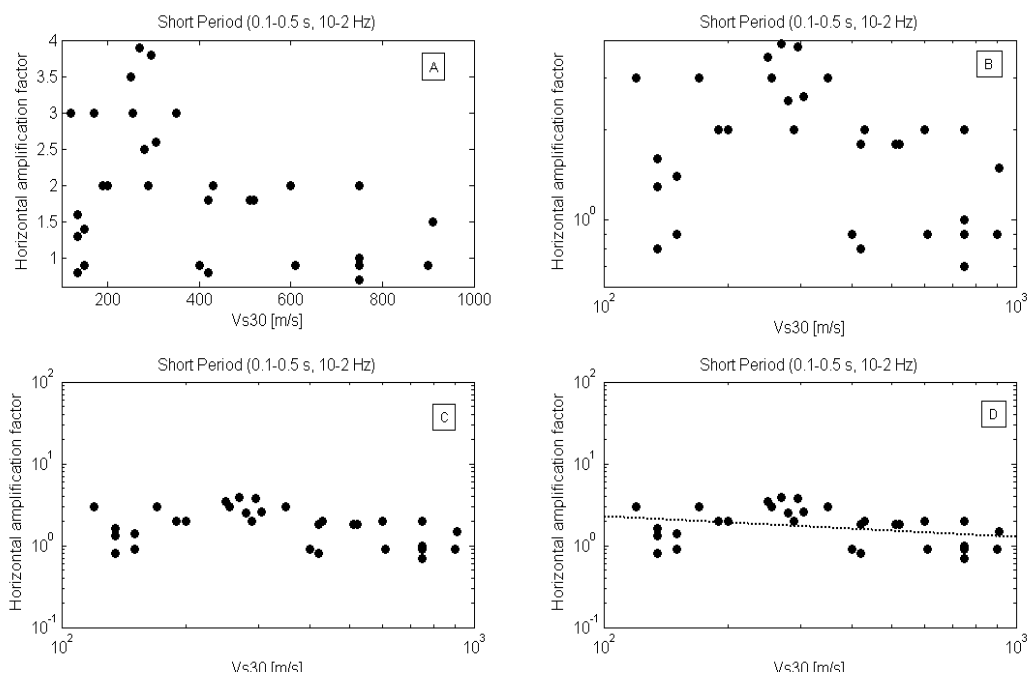 Short Period (0.1-0.5 s, 10-2 Hz)
A
Horizontal amplification factor
4
3.5
3
2.5
2
1.5
1
200 400 600 800 1000
Vs30 [m/s]
Short Period (0.1-0.5 s, 10-2 Hz)
B
Horizontal amplification factor
10^0
10^2 10^3
Vs30 [m/s]
Short Period (0.1-0.5 s, 10-2 Hz)
C
Horizontal amplification factor
10^2
10^1
10^0
10^-1
10^2 10^3
Vs30 [m/s]
Short Period (0.1-0.5 s, 10-2 Hz)
D
Horizontal amplification factor
10^2
10^1
10^0
10^-1
10^2 10^3
Vs30 [m/s]